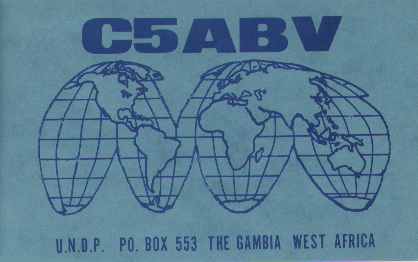 C5ABV
U.N.D.P. PO. BOX 553 THE GAMBIA WEST AFRICA